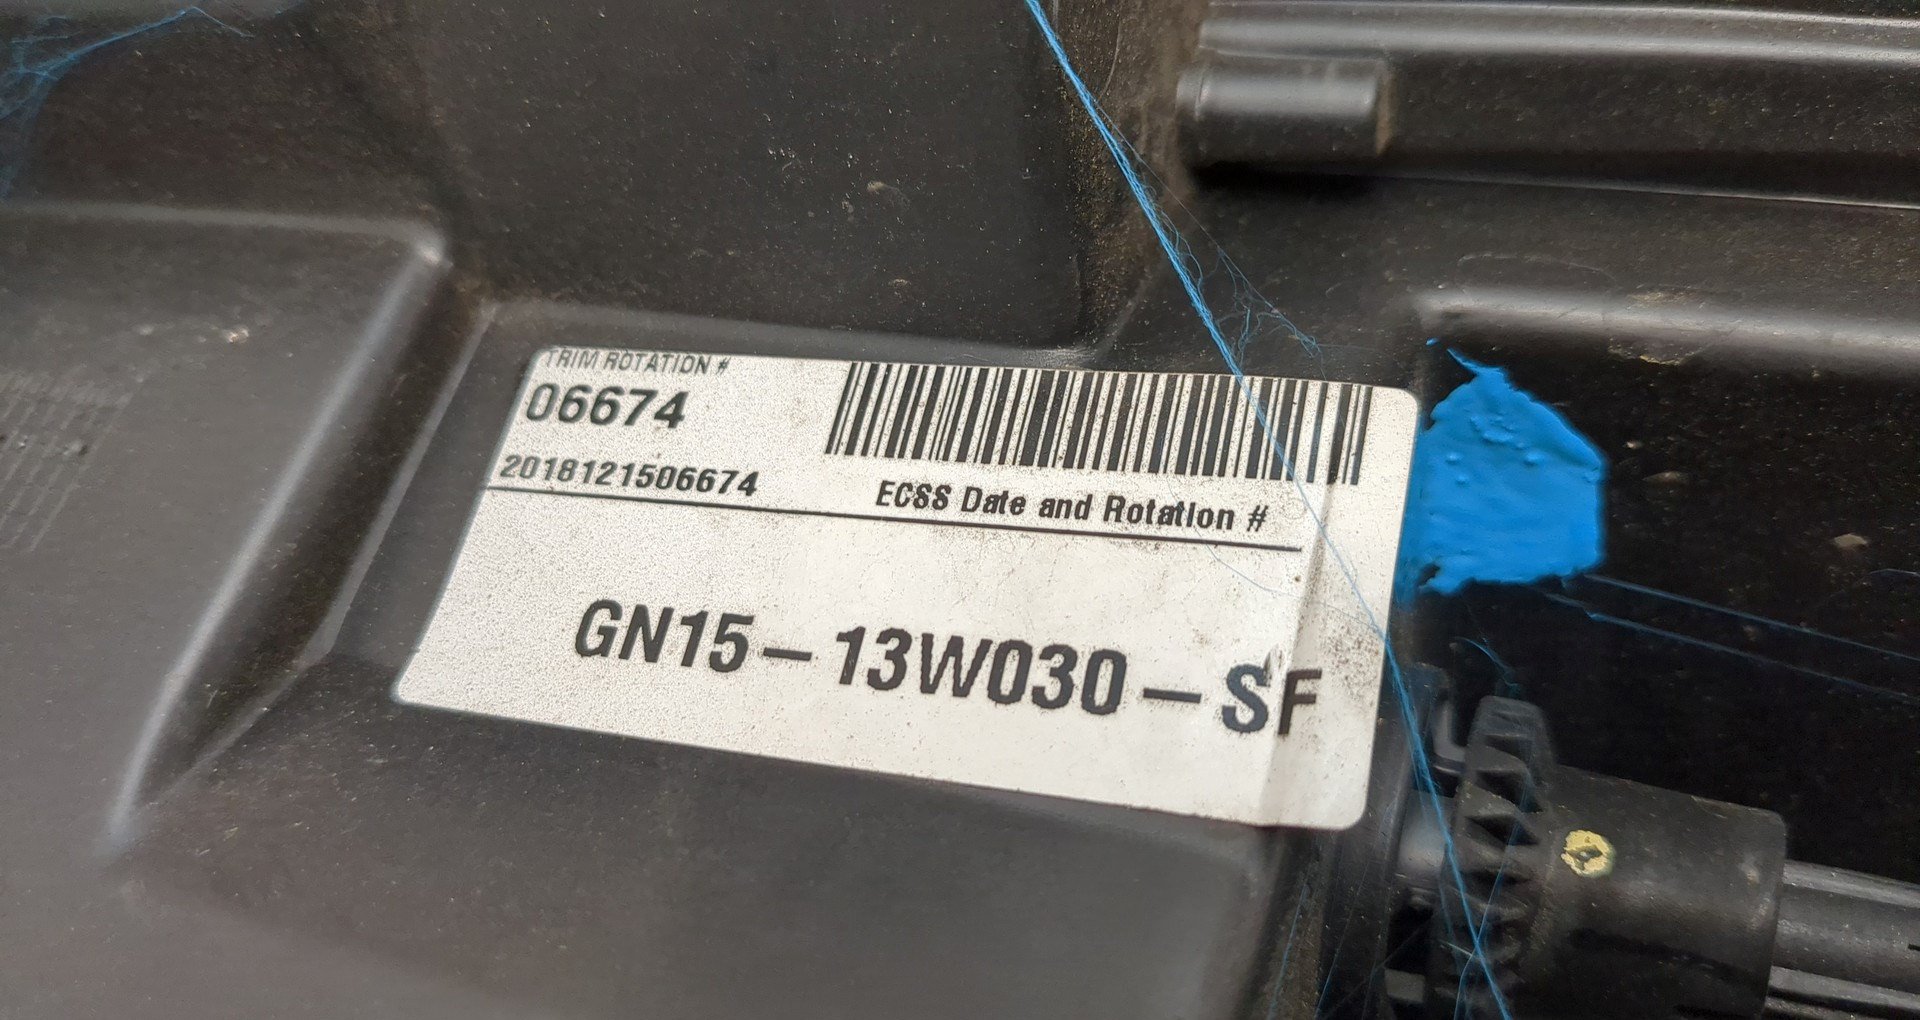 TRIM ROTATION #
06674
2018121506674
ECSS Date and Rotation #
GN15-13W030-SF